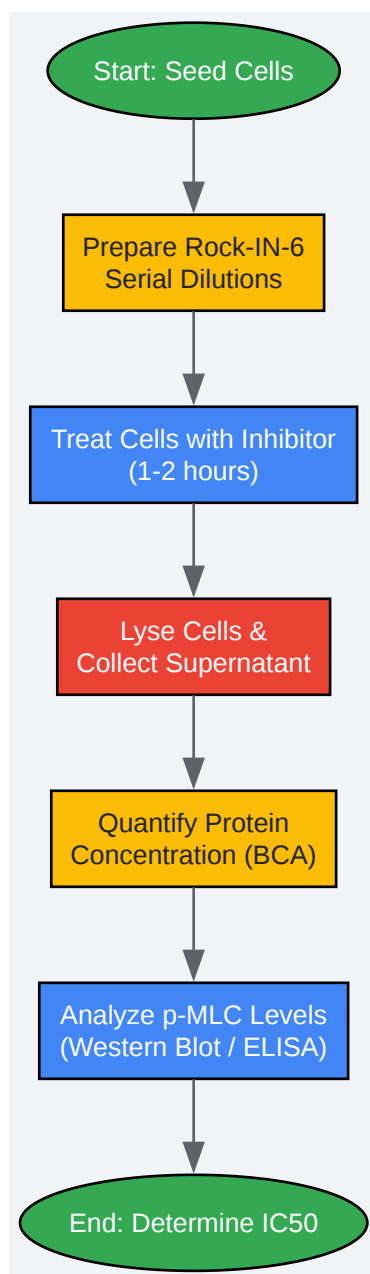 Start: Seed Cells
Prepare Rock-IN-6
Serial Dilutions
Treat Cells with Inhibitor
(1-2 hours)
Lyse Cells &
Collect Supernatant
Quantify Protein
Concentration (BCA)
Analyze p-MLC Levels
(Western Blot / ELISA)
End: Determine IC50